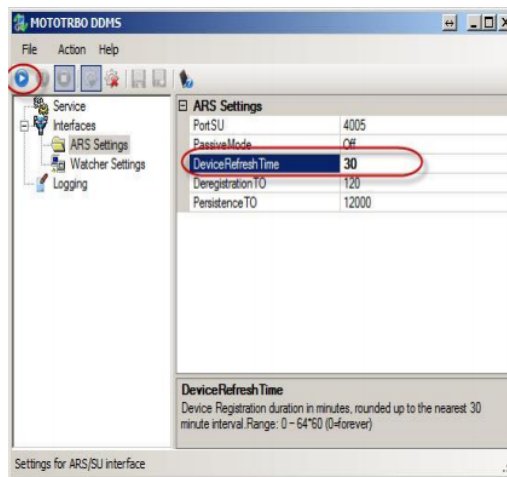 MOTOTRBO DDMS
File Action Help
Service
Interfaces
ARS Settings
Watcher Settings
Logging
ARS Settings
PortSU 4005
PassiveMode Off
DeviceRefreshTime 30
DeregistrationTO 120
PersistenceTO 12000
DeviceRefreshTime
Device Registration duration in minutes, rounded up to the nearest 30
minute interval.Range: 0 - 64*60 (0=forever)
Settings for ARS/SU interface